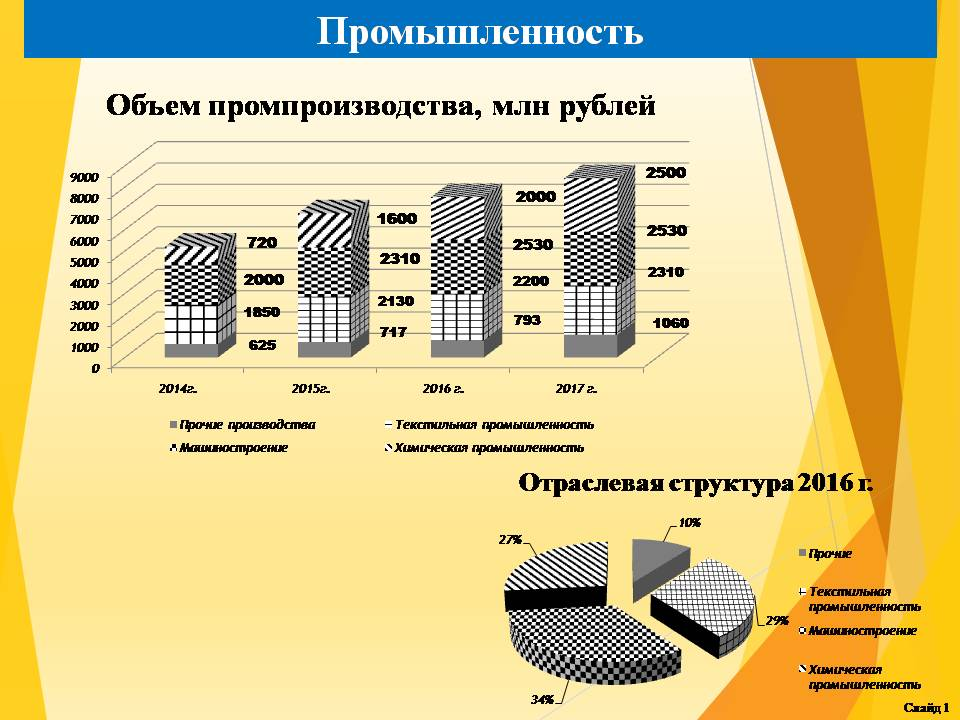 Промышленность
Объем промпроизводства, млн рублей
9000
8000
7000
6000
5000
4000
3000
2000
1000
0
720
2000
1850
625
1600
2310
2130
717
2000
2530
2200
793
2500
2530
2310
1060
2014г.
2015г.
2016 г.
2017 г.
Прочие производства
Текстильная промышленность
Машиностроение
Химическая промышленность
Отраслевая структура 2016 г.
10%
27%
29%
34%
Прочие
Текстильная
промышленность
Машиностроение
Химическая
промышленность
Слайд 1